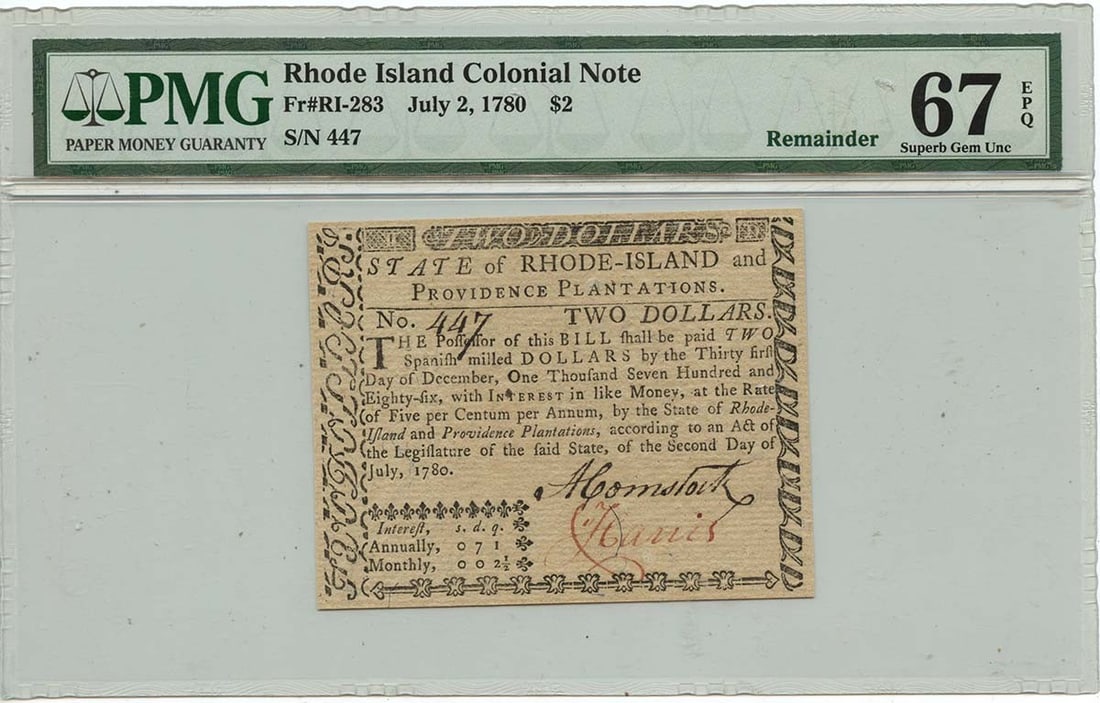 PMG
PAPER MONEY GUARANTY
Rhode Island Colonial Note
Fr#RI-283 July 2, 1780 $2
S/N 447
Remainder
67
EPQ
Superb Gem Unc
TWO DOLLARS
STATE of RHODE-ISLAND and
PROVIDENCE PLANTATIONS.
No. 447 TWO DOLLARS.
THE Poſſeſſor of this BILL ſhall be paid TWO
Spaniſh milled DOLLARS by the Thirty firſt
Day of December, One Thouſand Seven Hundred and
Eighty-ſix, with INTEREST in like Money, at the Rate
of Five per Centum per Annum, by the State of Rhode-
Iſland and Providence Plantations, according to an Act of
the Legiſlature of the ſaid State, of the Second Day of
July, 1780.
AComstock
CHarris
Intereſt, s. d. q.
Annually, 0 7 1
Monthly, 0 0 2½